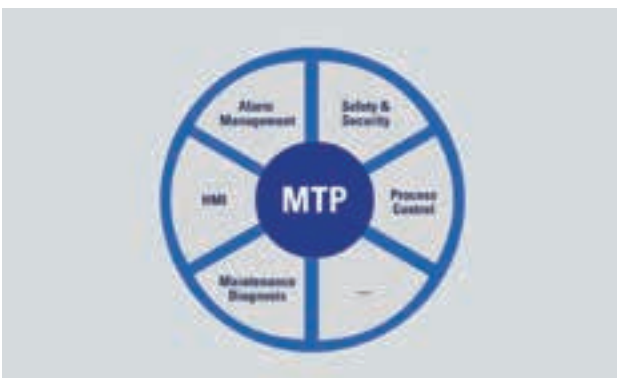 Alarm
Management
Safety &
Security
HMI
MTP
Process
Control
Maintenance
Diagnosis
...